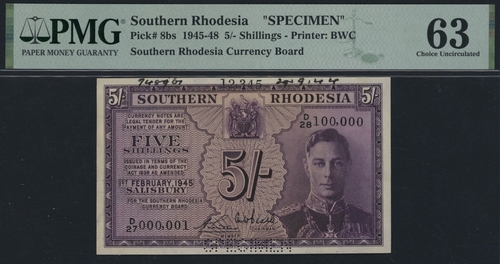 PMG
PAPER MONEY GUARANTY
Southern Rhodesia "SPECIMEN"
Pick# 8bs 1945-48 5/- Shillings - Printer: BWC
Southern Rhodesia Currency Board
63
Choice Uncirculated
12345
5/-
SOUTHERN RHODESIA
5/-
CURRENCY NOTES ARE
LEGAL TENDER FOR THE
PAYMENT OF ANY AMOUNT
FIVE
SHILLINGS
ISSUED IN TERMS OF THE
COINAGE AND CURRENCY
ACT 1938 AS AMENDED
1ST FEBRUARY, 1945
SALISBURY
FOR THE SOUTHERN RHODESIA
CURRENCY BOARD
D/27 000,001
5/-
CHAIRMAN
D/28 100,000